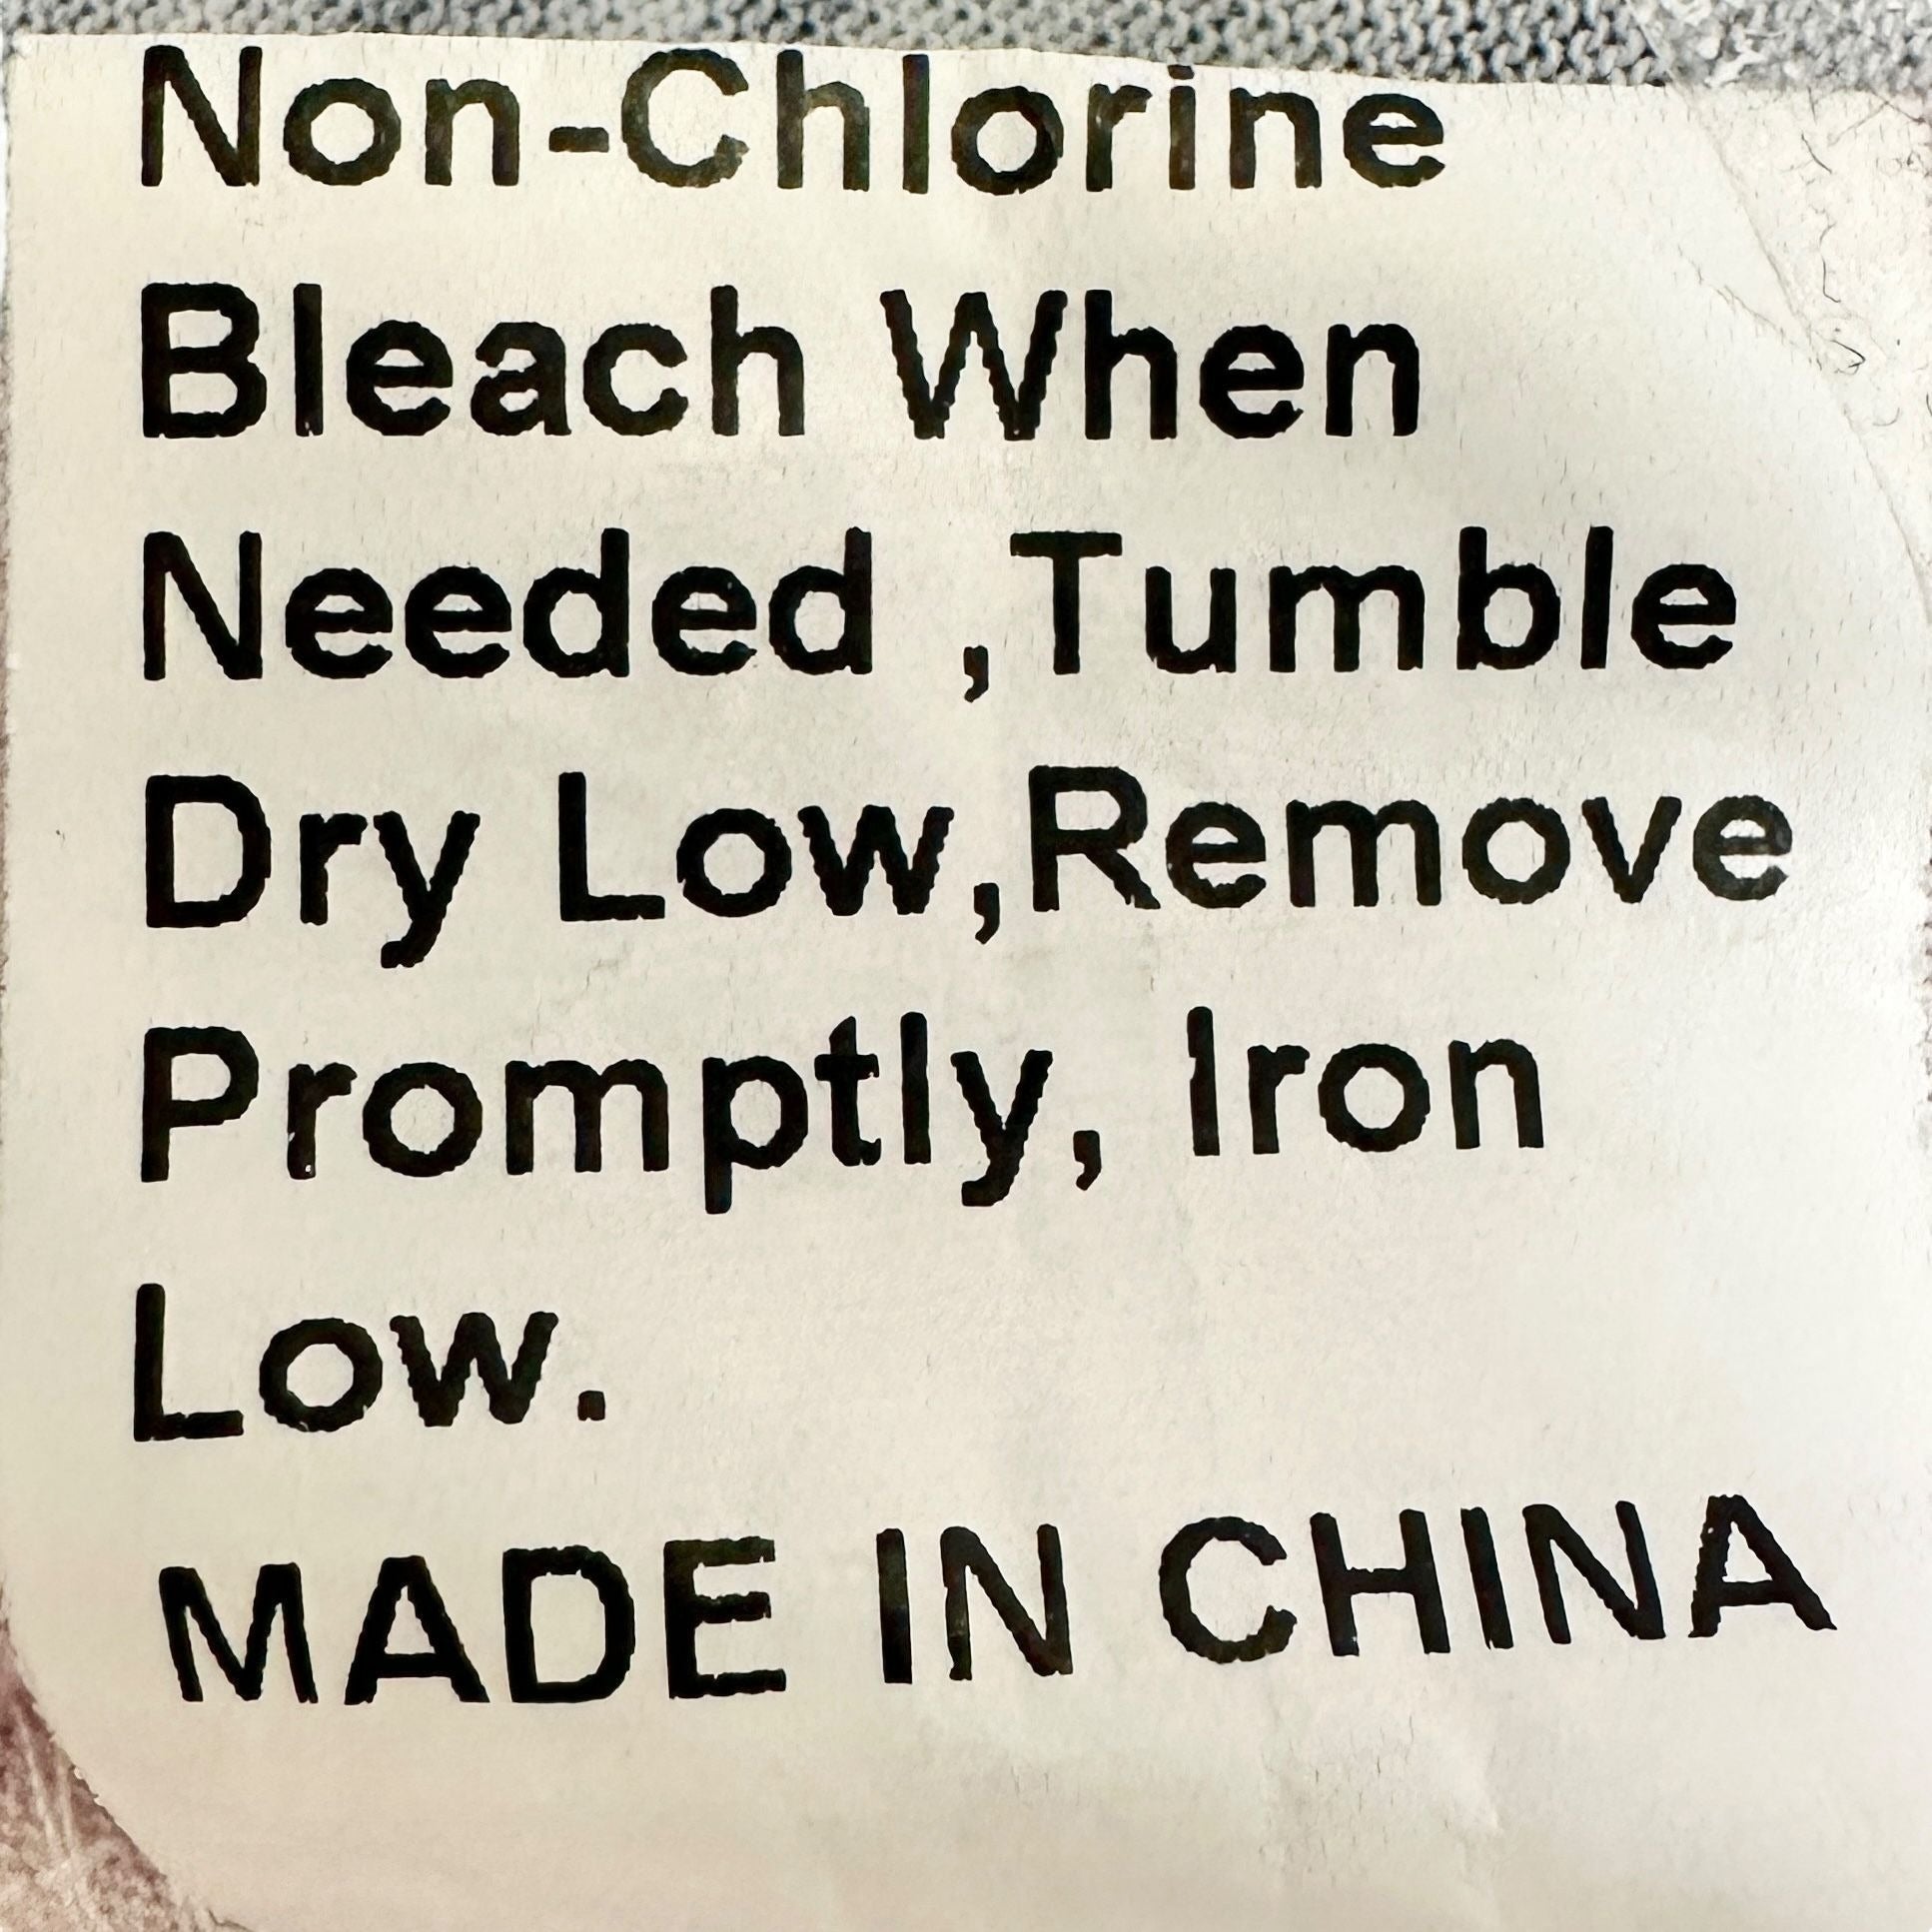 Non-Chlorine
Bleach When
Needed ,Tumble
Dry Low,Remove
Promptly, Iron
Low.
MADE IN CHINA